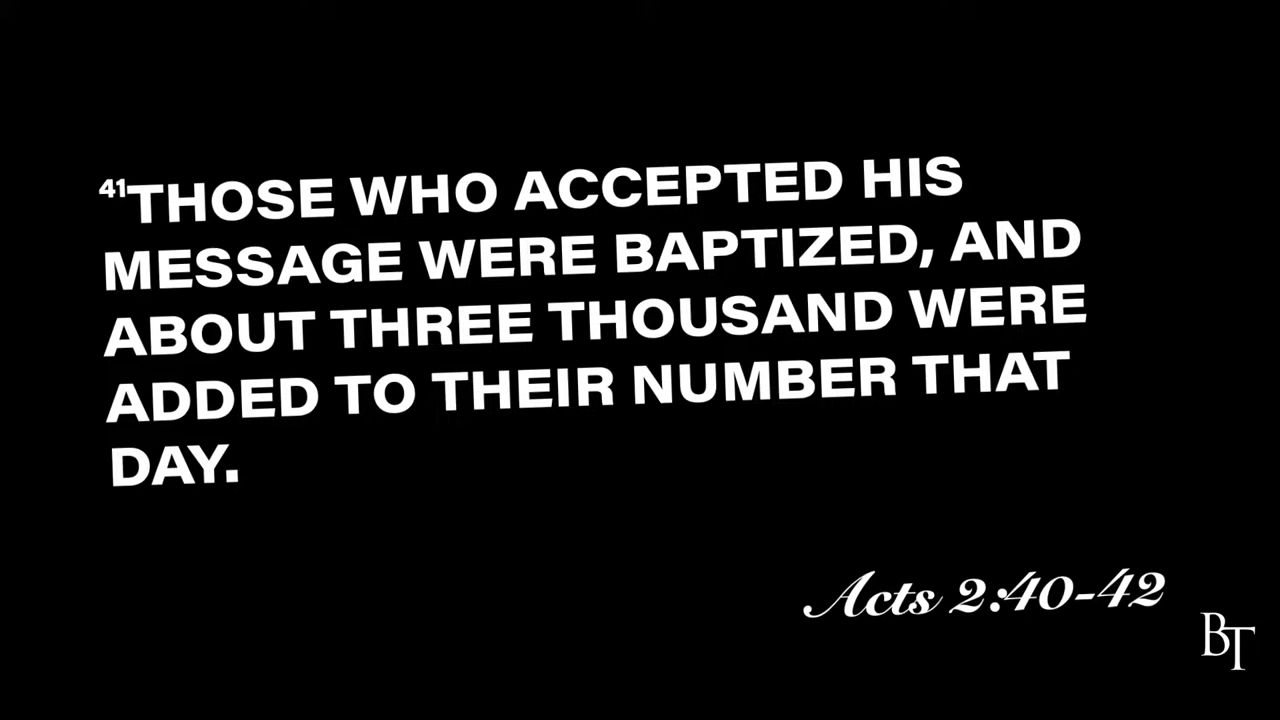 41THOSE WHO ACCEPTED HIS
MESSAGE WERE BAPTIZED, AND
ABOUT THREE THOUSAND WERE
ADDED TO THEIR NUMBER THAT
DAY.
Acts 2:40-42
BT